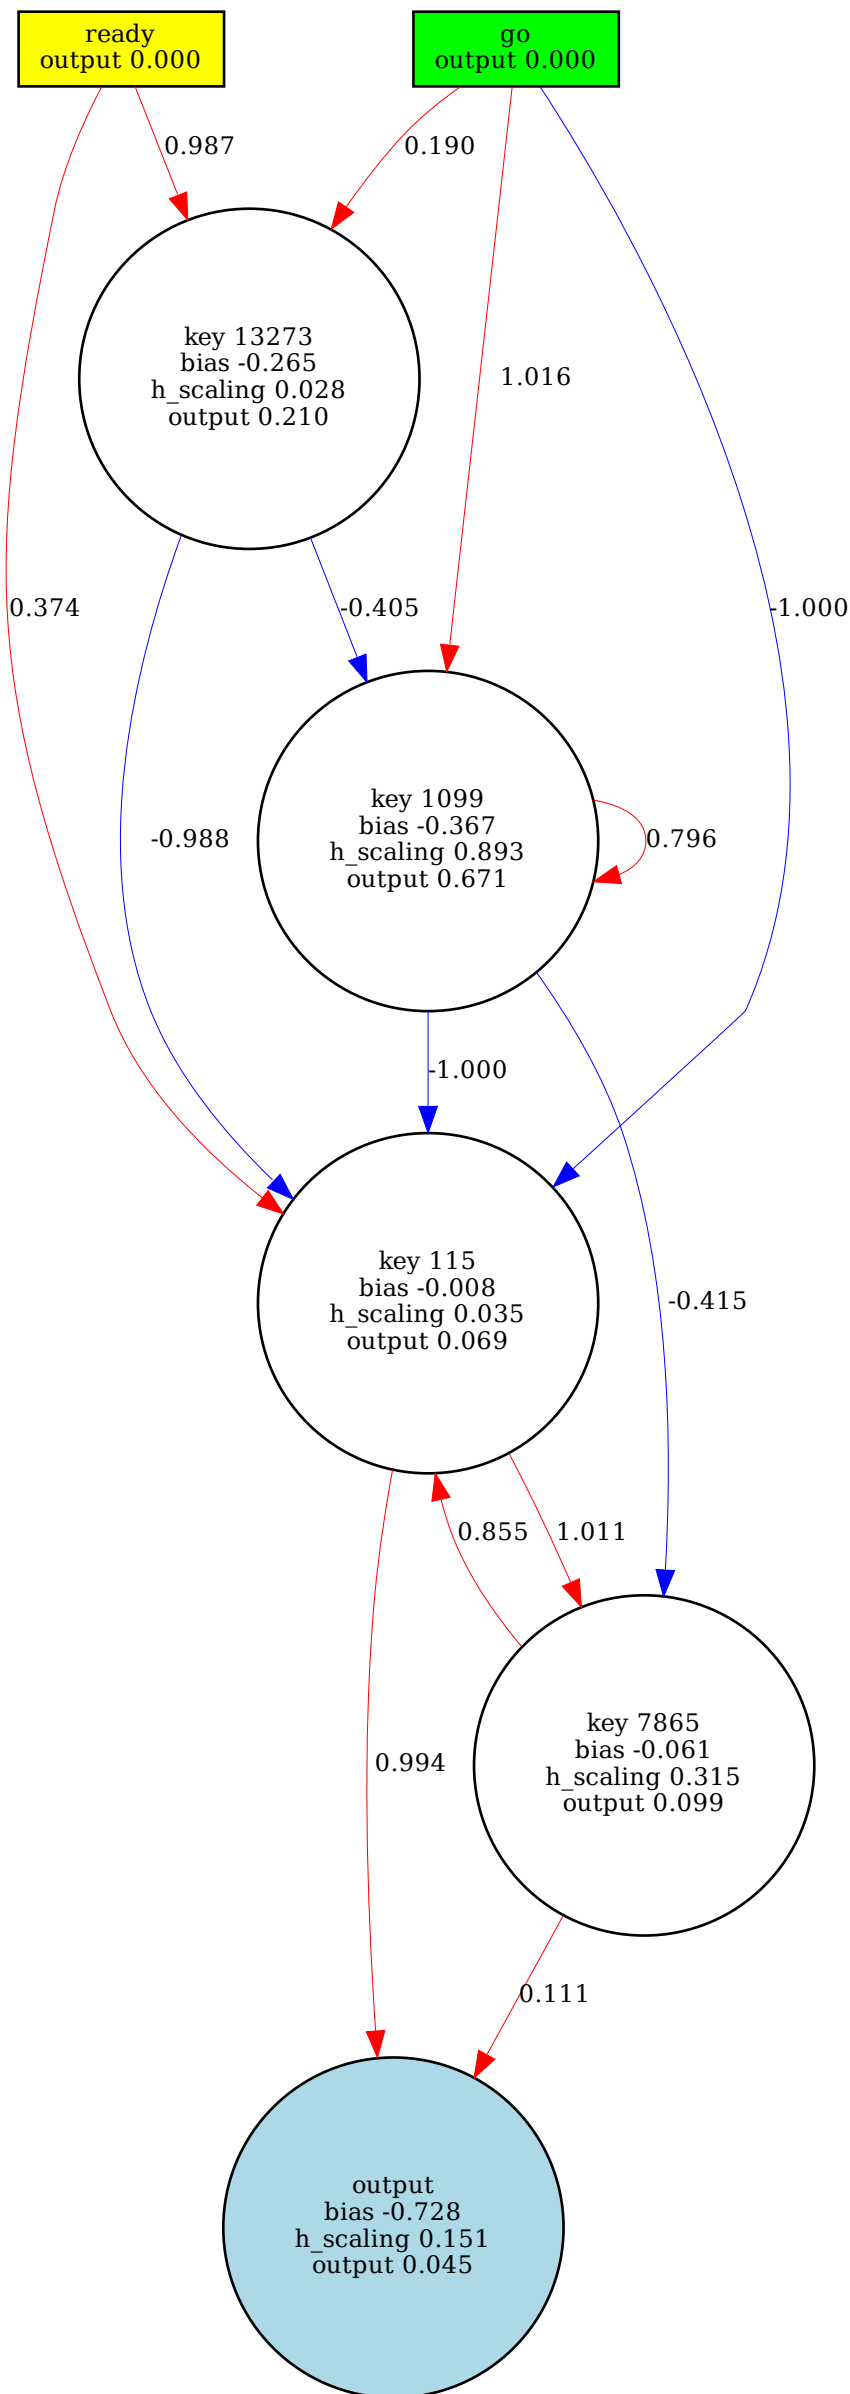 ready
output 0.000
go
output 0.000
0.987
0.190
key 13273
bias -0.265
h_scaling 0.028
output 0.210
1.016
0.374
-0.405
-1.000
key 1099
bias -0.367
h_scaling 0.893
output 0.671
-0.988
0.796
-1.000
key 115
bias -0.008
h_scaling 0.035
output 0.069
-0.415
0.855
1.011
key 7865
bias -0.061
h_scaling 0.315
output 0.099
0.994
0.111
output
bias -0.728
h_scaling 0.151
output 0.045